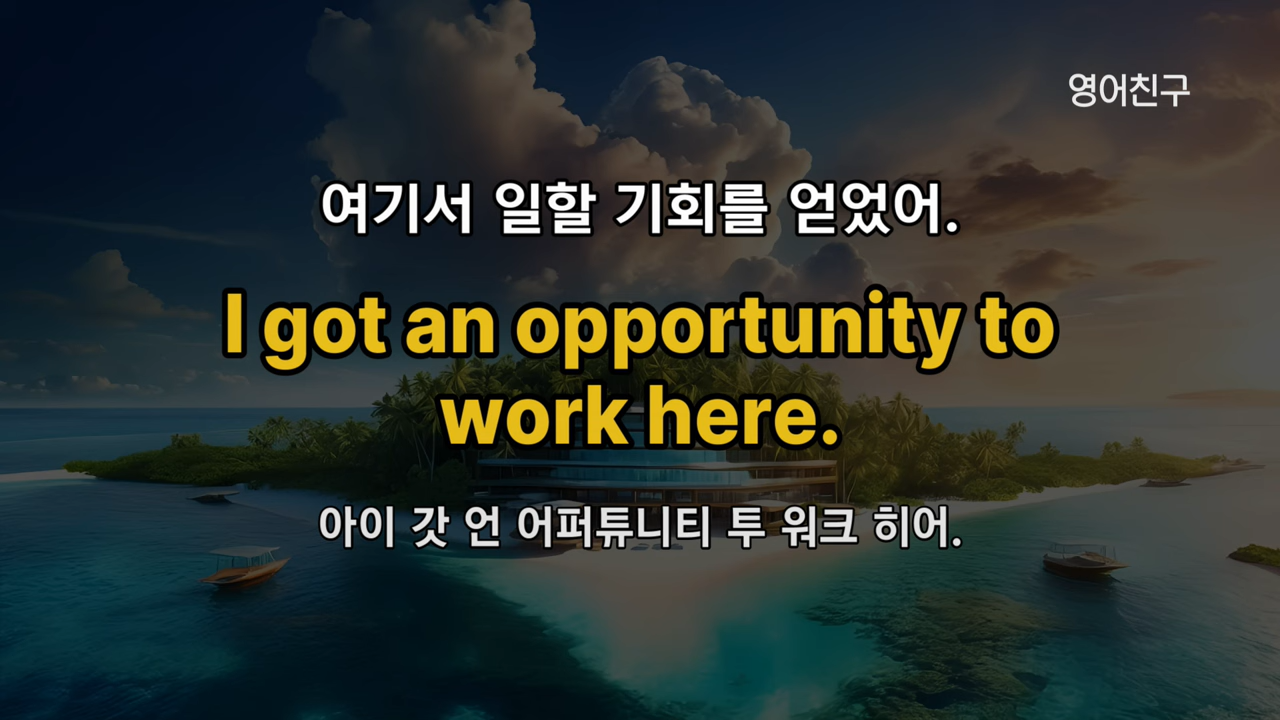 영어친구
여기서 일할 기회를 얻었어.
I got an opportunity to
work here.
아이 갓 언 어퍼튜니티 투 워크 히어.